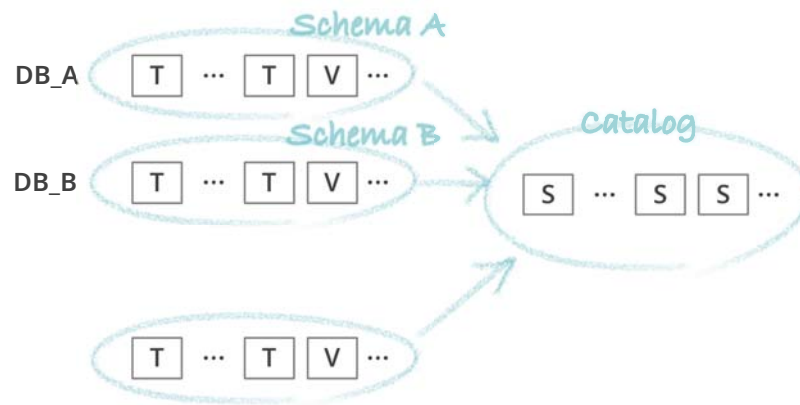 Schema A
DB_A T ... T V ...
Schema B
Catalog
DB_B T ... T V ...
S ... S S ...
T ... T V ...